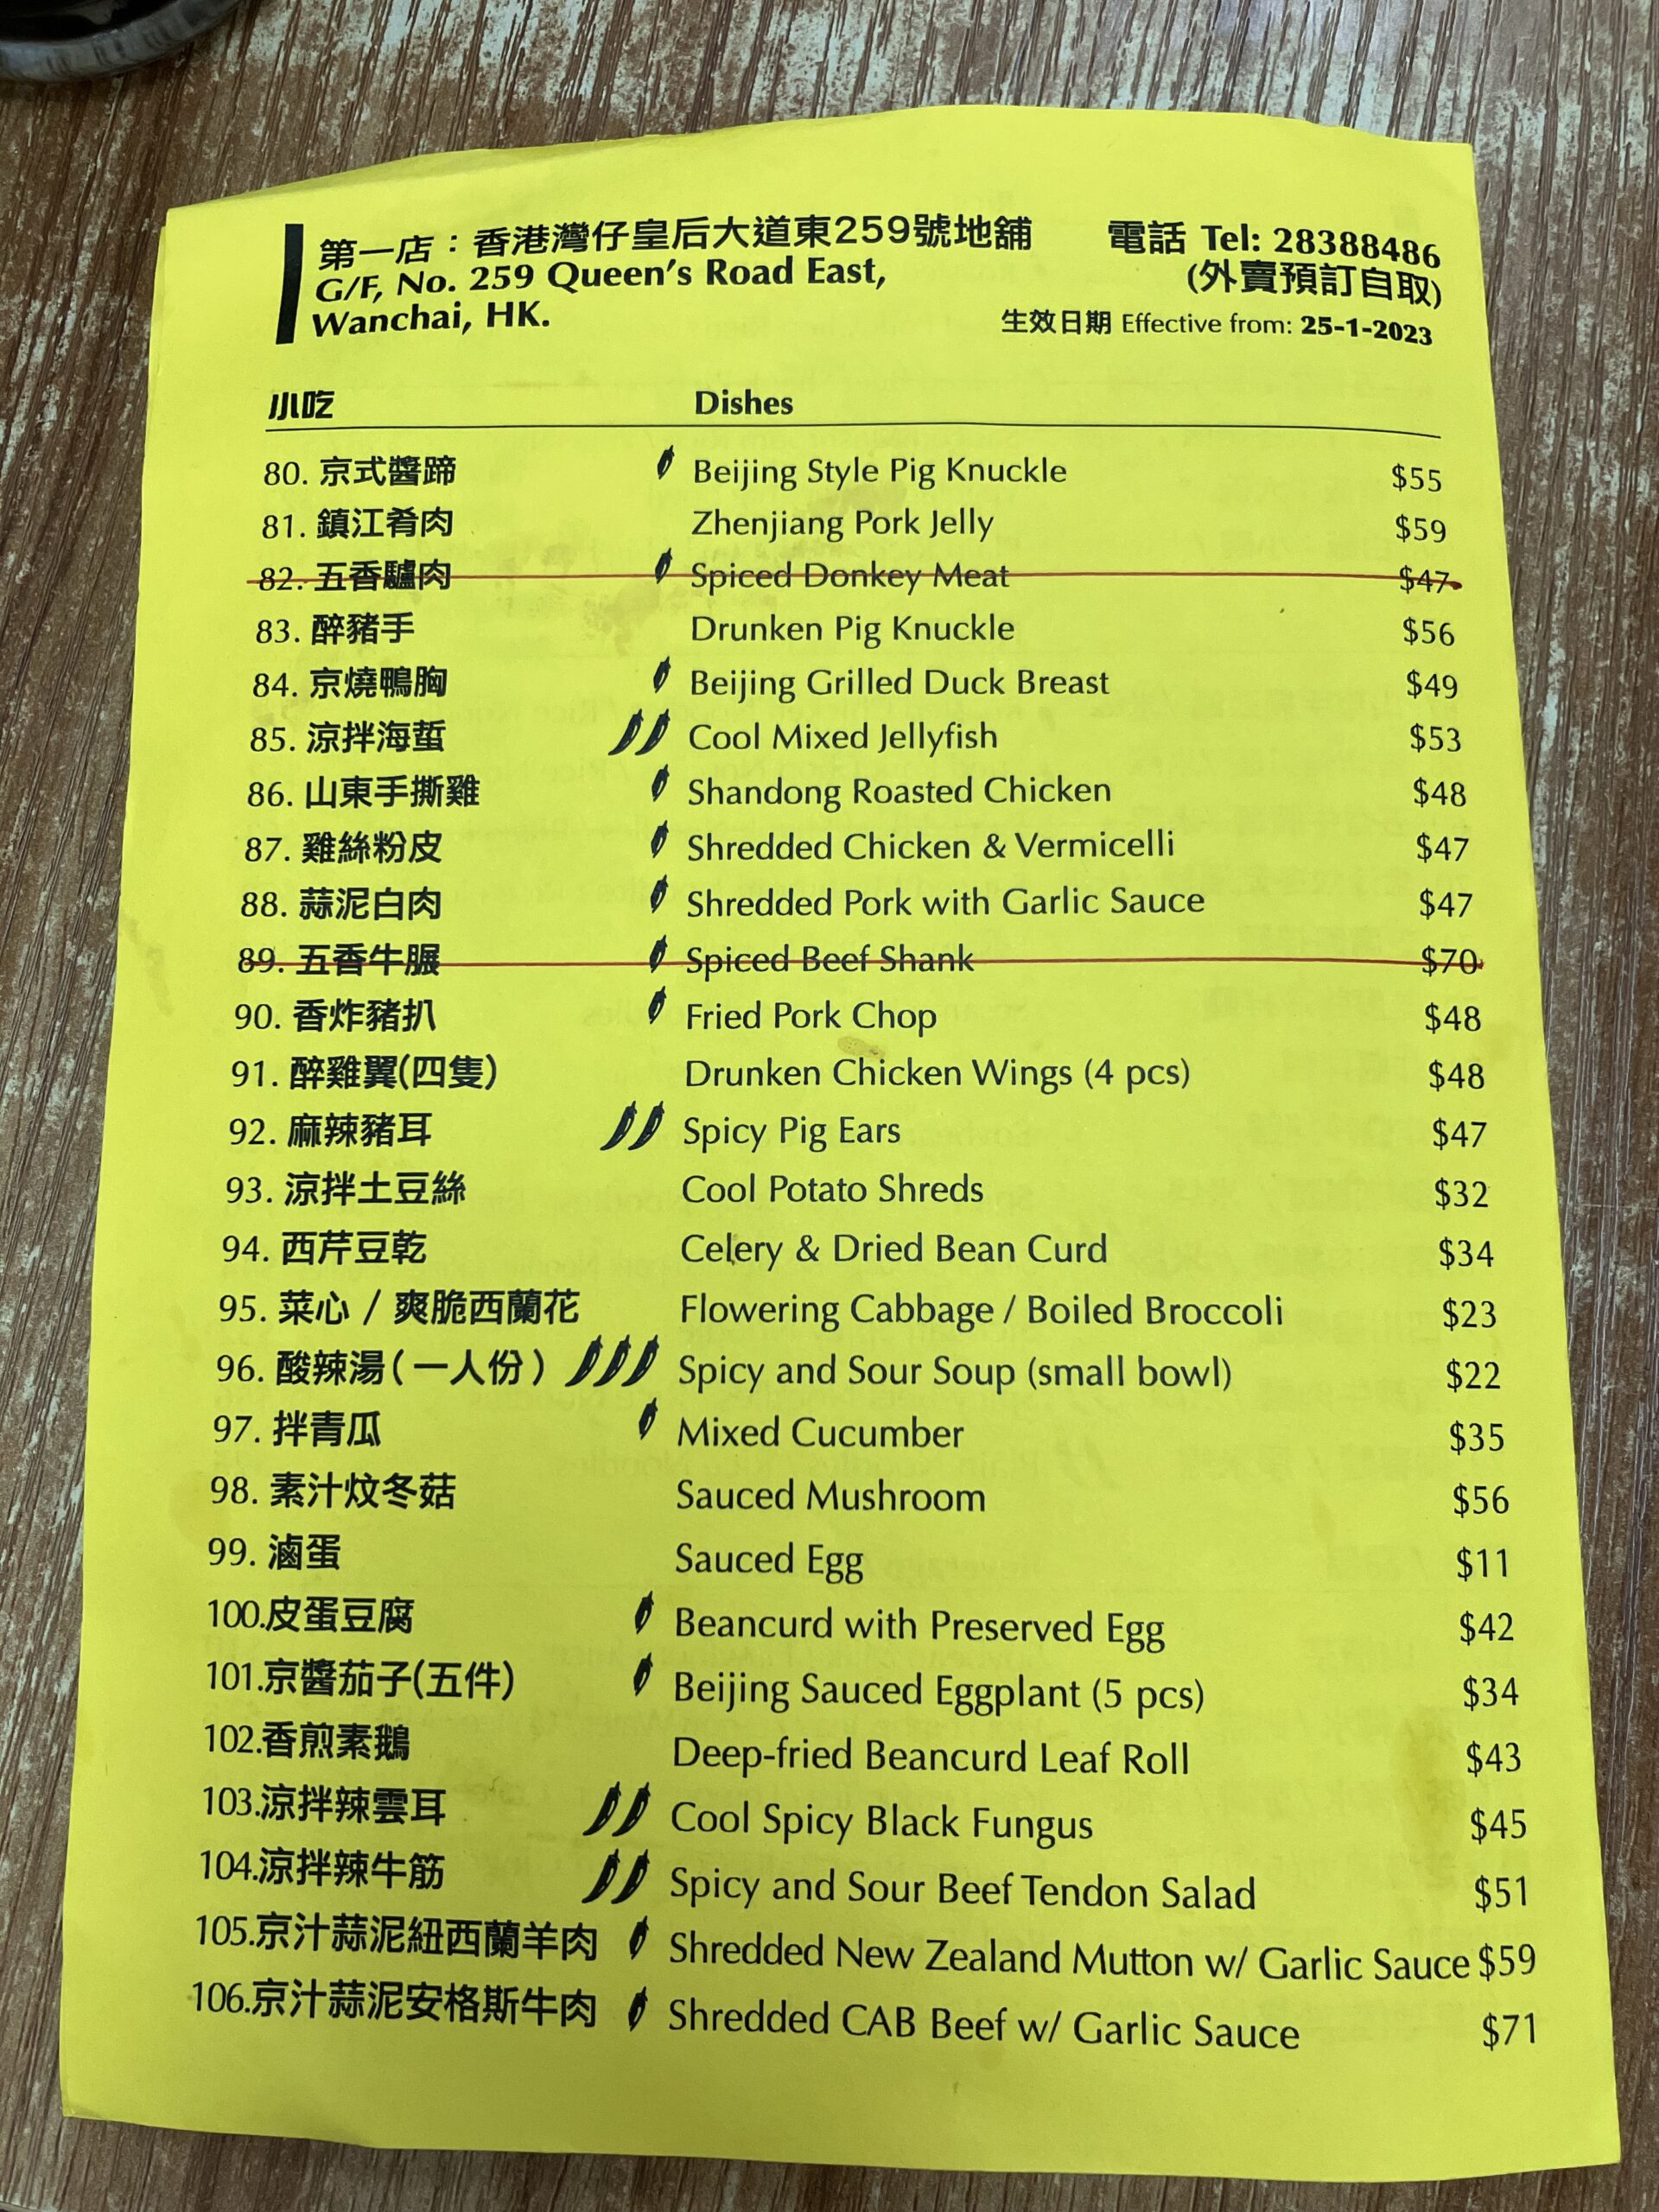 第一店：香港灣仔皇后大道東259號地舖
G/F, No. 259 Queen's Road East,
Wanchai, HK.
電話 Tel: 28388486
(外賣預訂自取)
生效日期 Effective from: 25-1-2023
小吃 Dishes
80. 京式醬蹄 Beijing Style Pig Knuckle $55
81. 鎮江肴肉 Zhenjiang Pork Jelly $59
82. 五香驢肉 Spiced Donkey Meat $47
83. 醉豬手 Drunken Pig Knuckle $56
84. 京燒鴨胸 Beijing Grilled Duck Breast $49
85. 涼拌海蜇 Cool Mixed Jellyfish $53
86. 山東手撕雞 Shandong Roasted Chicken $48
87. 雞絲粉皮 Shredded Chicken & Vermicelli $47
88. 蒜泥白肉 Shredded Pork with Garlic Sauce $47
89. 五香牛𦟌 Spiced Beef Shank $70
90. 香炸豬扒 Fried Pork Chop $48
91. 醉雞翼(四隻) Drunken Chicken Wings (4 pcs) $48
92. 麻辣豬耳 Spicy Pig Ears $47
93. 涼拌土豆絲 Cool Potato Shreds $32
94. 西芹豆乾 Celery & Dried Bean Curd $34
95. 菜心 / 爽脆西蘭花 Flowering Cabbage / Boiled Broccoli $23
96. 酸辣湯(一人份) Spicy and Sour Soup (small bowl) $22
97. 拌青瓜 Mixed Cucumber $35
98. 素汁炆冬菇 Sauced Mushroom $56
99. 滷蛋 Sauced Egg $11
100.皮蛋豆腐 Beancurd with Preserved Egg $42
101.京醬茄子(五件) Beijing Sauced Eggplant (5 pcs) $34
102.香煎素鵝 Deep-fried Beancurd Leaf Roll $43
103.涼拌辣雲耳 Cool Spicy Black Fungus $45
104.涼拌辣牛筋 Spicy and Sour Beef Tendon Salad $51
105.京汁蒜泥紐西蘭羊肉 Shredded New Zealand Mutton w/ Garlic Sauce $59
106.京汁蒜泥安格斯牛肉 Shredded CAB Beef w/ Garlic Sauce $71